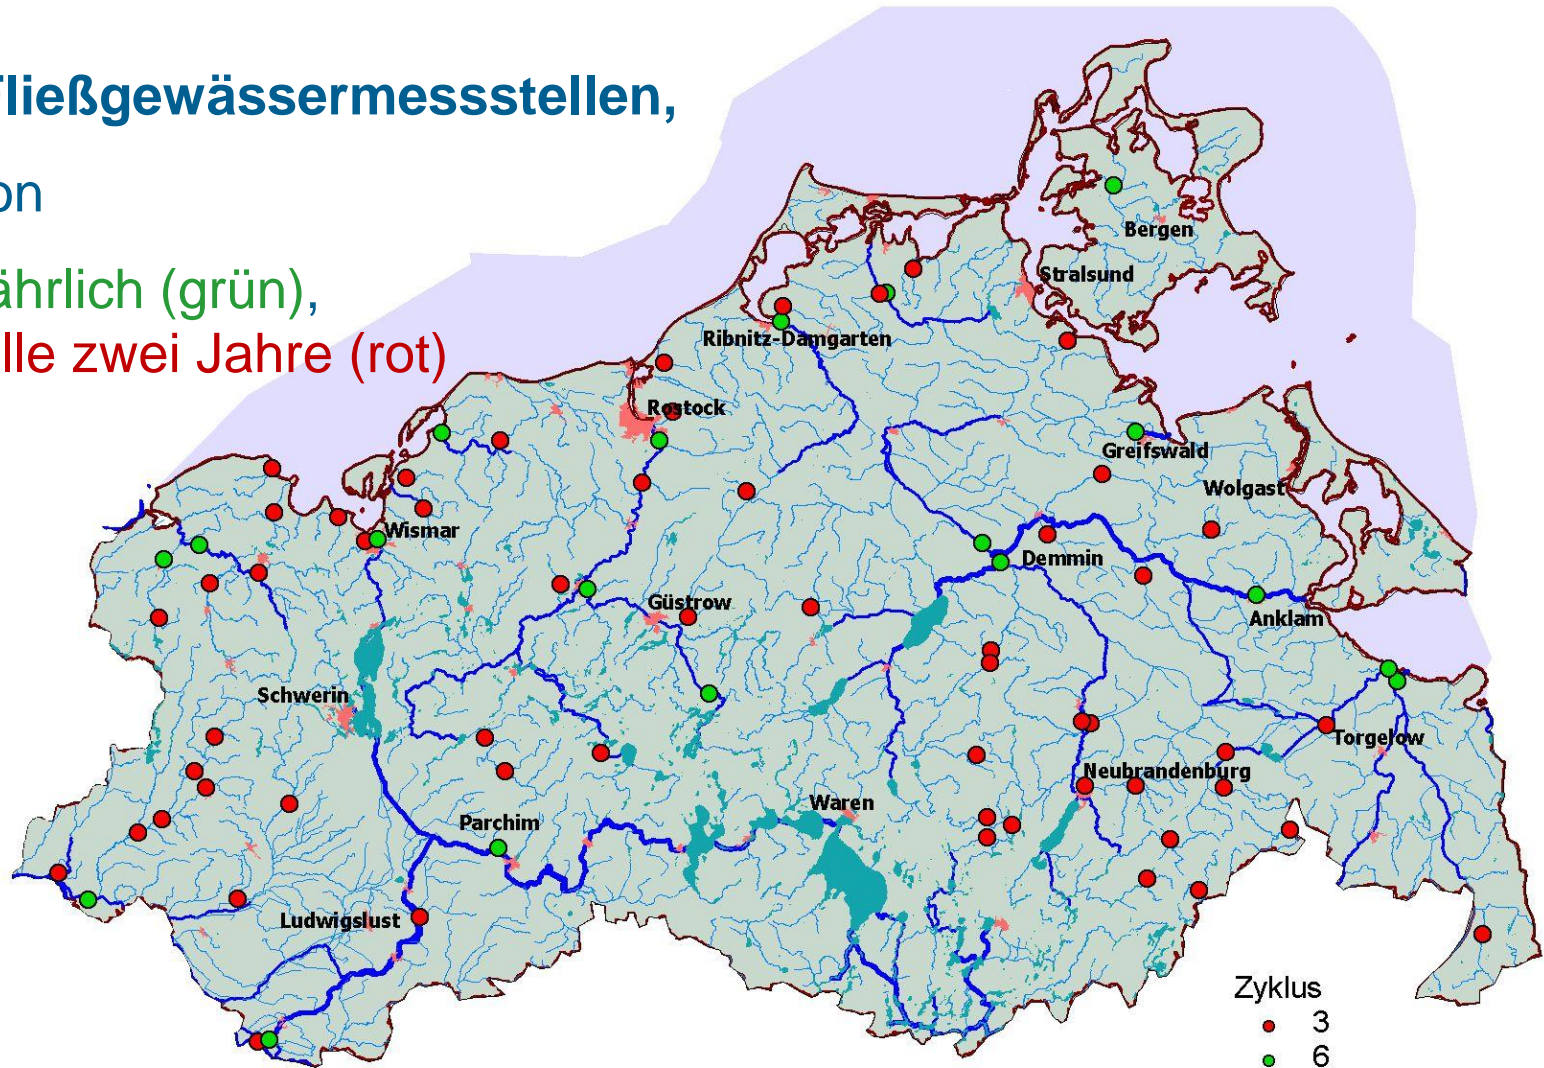 ließgewässermessstellen,
on
ährlich (grün),
lle zwei Jahre (rot)
Bergen
Stralsund
Ribnitz-Damgarten
Rostock
Greifswald
Wolgast
Wismar
Demmin
Güstrow
Anklam
Schwerin
Torgelow
Neubrandenburg
Waren
Parchim
Ludwigslust
Zyklus
3
6